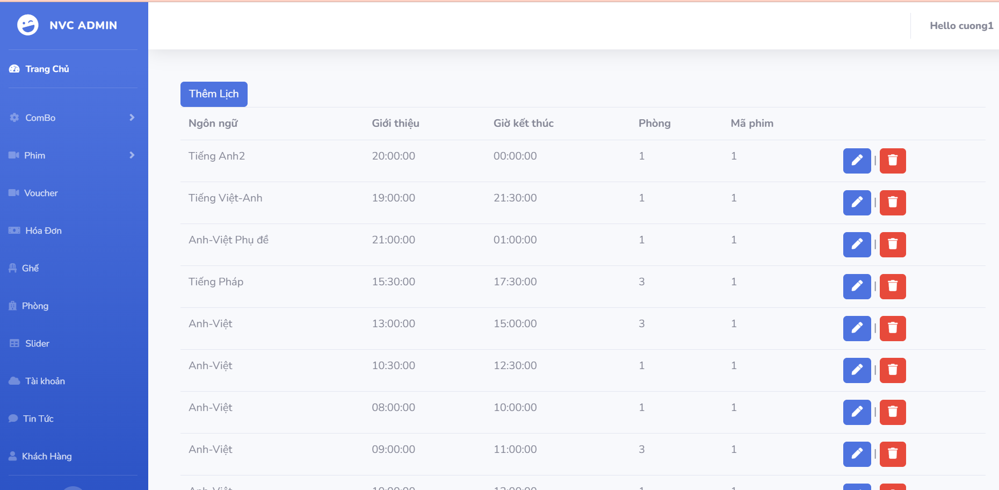 NVC ADMIN
Hello cuong1
Trang Chủ
ComBo
Phim
Voucher
Hóa Đơn
Ghế
Phòng
Slider
Tài khoản
Tin Tức
Khách Hàng
Thêm Lịch
Ngôn ngữ Giới thiệu Giờ kết thúc Phòng Mã phim
Tiếng Anh2 20:00:00 00:00:00 1 1 |
Tiếng Việt-Anh 19:00:00 21:30:00 1 1 |
Anh-Việt Phụ đề 21:00:00 01:00:00 1 1 |
Tiếng Pháp 15:30:00 17:30:00 3 1 |
Anh-Việt 13:00:00 15:00:00 3 1 |
Anh-Việt 10:30:00 12:30:00 1 1 |
Anh-Việt 08:00:00 10:00:00 1 1 |
Anh-Việt 09:00:00 11:00:00 3 1 |